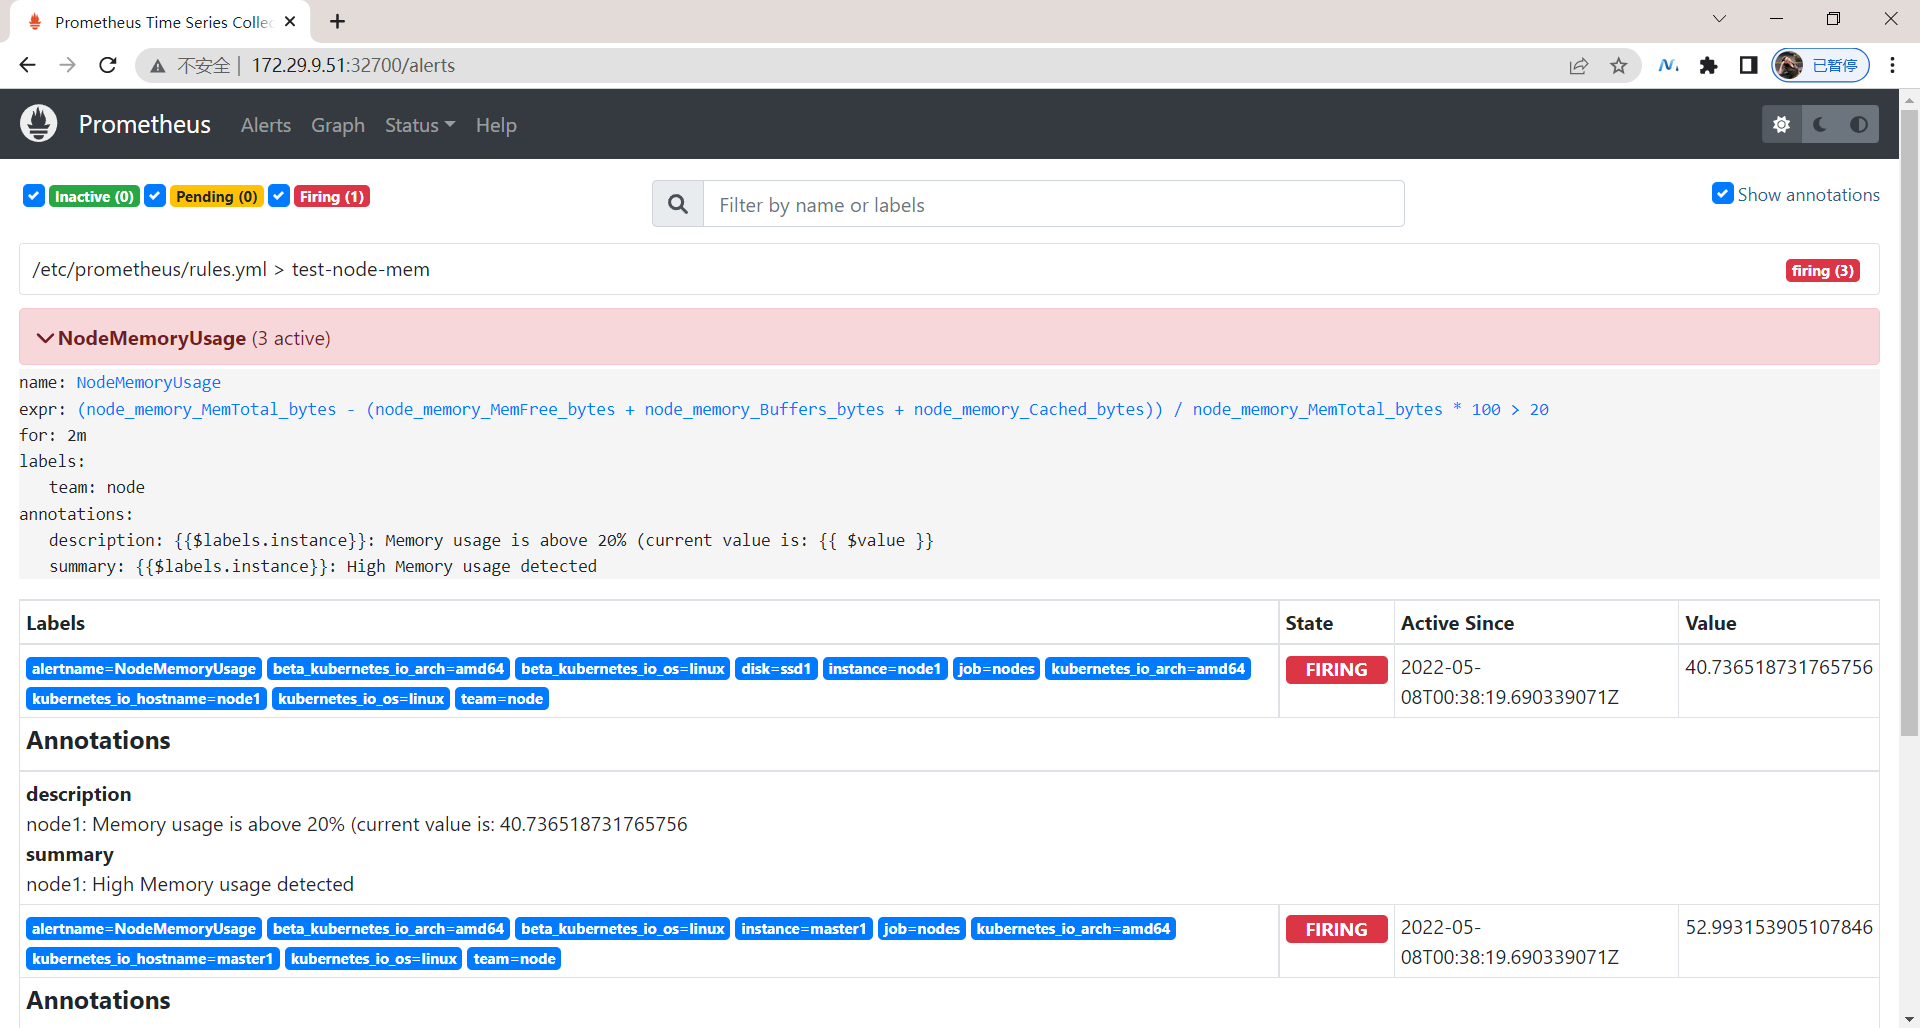 Prometheus Time Series Collec
不安全 | 172.29.9.51:32700/alerts
已暂停
Prometheus Alerts Graph Status Help
Inactive (0) Pending (0) Firing (1) Filter by name or labels Show annotations
/etc/prometheus/rules.yml > test-node-mem firing (3)
NodeMemoryUsage (3 active)
name: NodeMemoryUsage
expr: (node_memory_MemTotal_bytes - (node_memory_MemFree_bytes + node_memory_Buffers_bytes + node_memory_Cached_bytes)) / node_memory_MemTotal_bytes * 100 > 20
for: 2m
labels:
team: node
annotations:
description: {{$labels.instance}}: Memory usage is above 20% (current value is: {{ $value }}
summary: {{$labels.instance}}: High Memory usage detected
Labels State Active Since Value
alertname=NodeMemoryUsage beta_kubernetes_io_arch=amd64 beta_kubernetes_io_os=linux disk=ssd1 instance=node1 job=nodes kubernetes_io_arch=amd64 FIRING 2022-05- 40.736518731765756
kubernetes_io_hostname=node1 kubernetes_io_os=linux team=node 08T00:38:19.690339071Z
Annotations
description
node1: Memory usage is above 20% (current value is: 40.736518731765756
summary
node1: High Memory usage detected
alertname=NodeMemoryUsage beta_kubernetes_io_arch=amd64 beta_kubernetes_io_os=linux instance=master1 job=nodes kubernetes_io_arch=amd64 FIRING 2022-05- 52.993153905107846
kubernetes_io_hostname=master1 kubernetes_io_os=linux team=node 08T00:38:19.690339071Z
Annotations